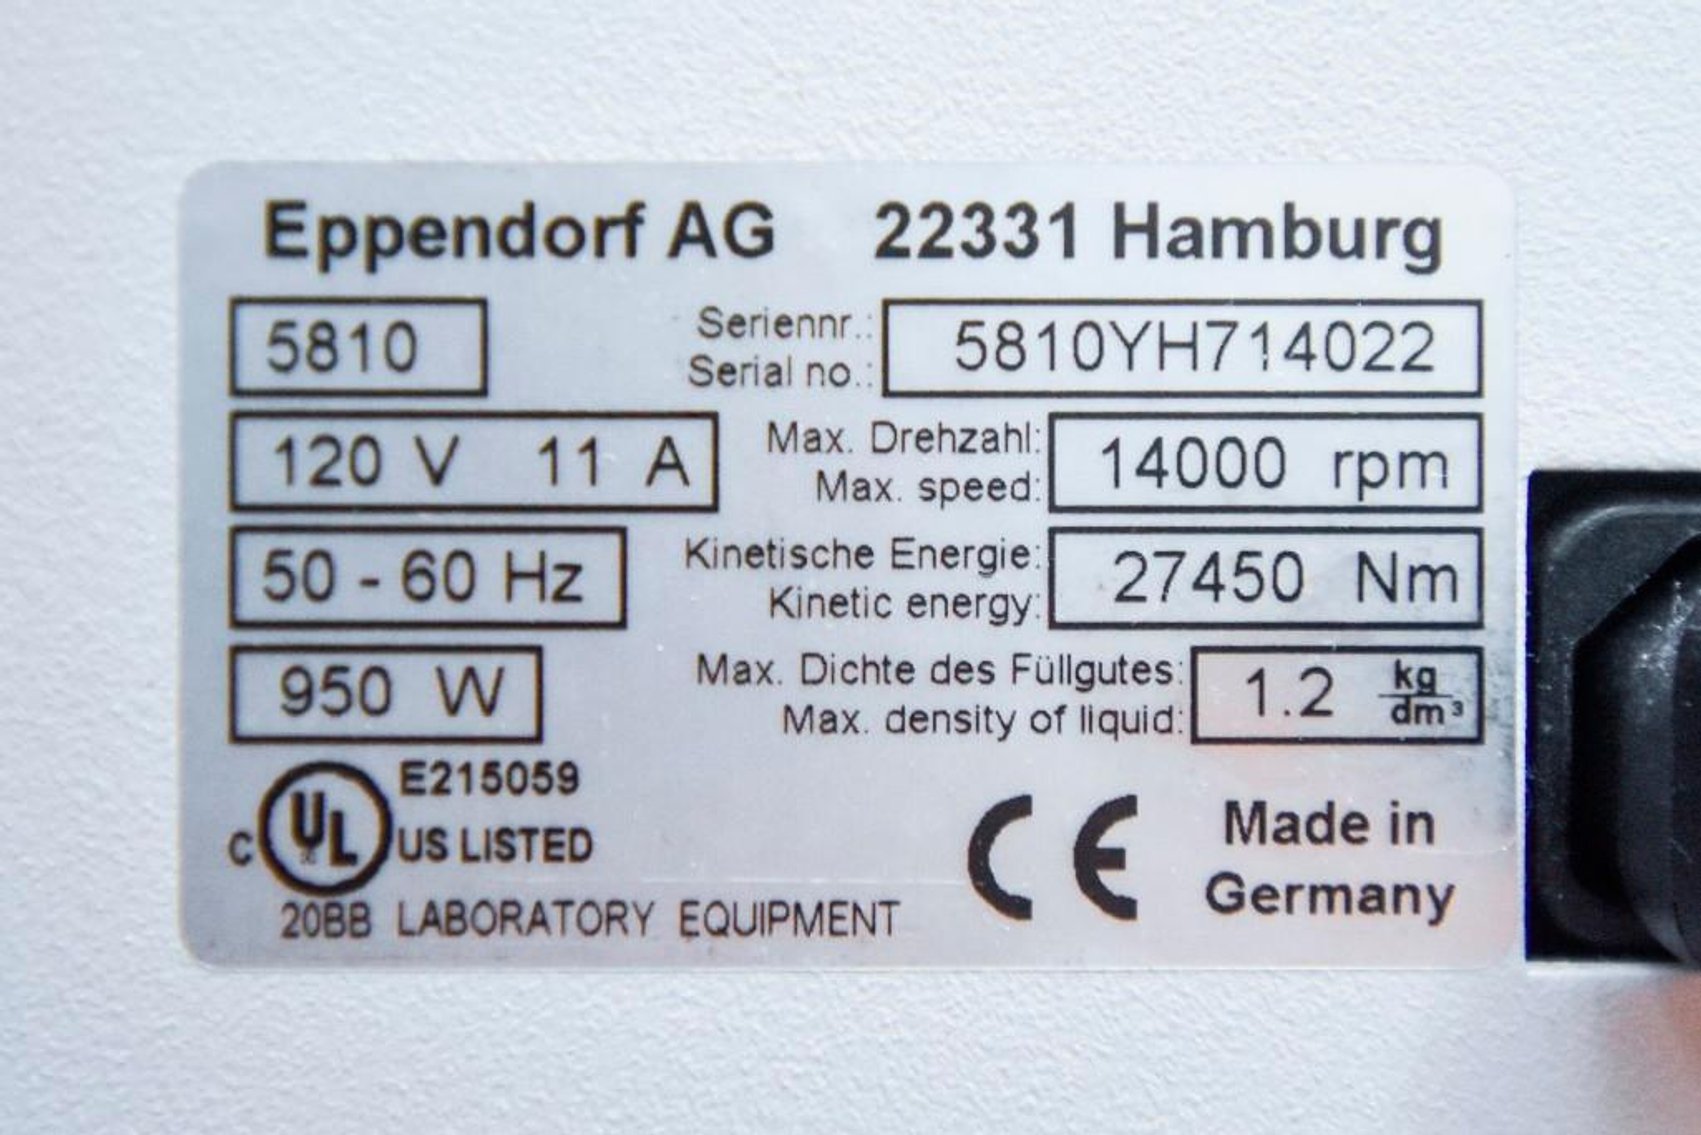 Eppendorf AG 22331 Hamburg
5810 Seriennr.: 5810YH714022
Serial no.:
120 V 11 A Max. Drehzahl: 14000 rpm
Max. speed:
50 - 60 Hz Kinetische Energie: 27450 Nm
Kinetic energy:
950 W Max. Dichte des Füllgutes: 1.2 kg/dm³
Max. density of liquid:
E215059
C UL US LISTED
20BB LABORATORY EQUIPMENT
CE
Made in
Germany